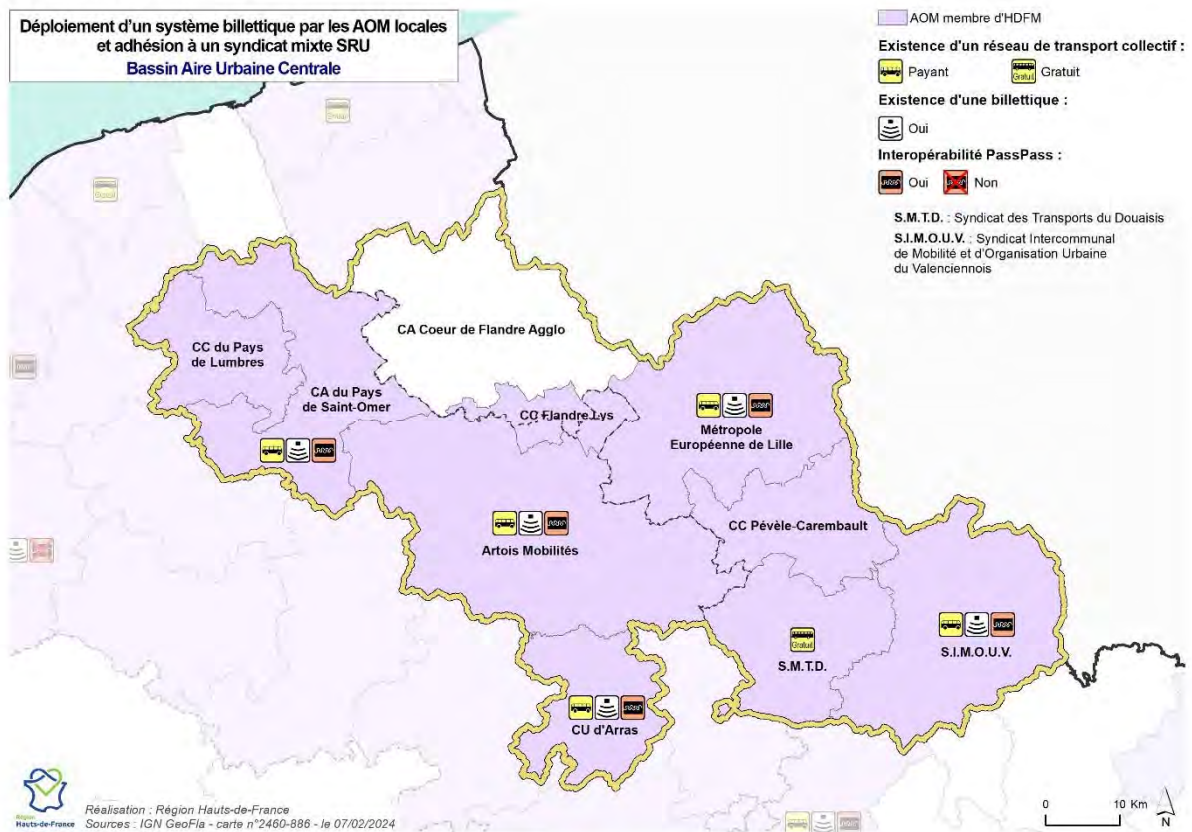 Déploiement d'un système billettique par les AOM locales
et adhésion à un syndicat mixte SRU
Bassin Aire Urbaine Centrale
AOM membre d'HDFM
Existence d'un réseau de transport collectif :
Payant
Gratuit
Gratuit
Existence d'une billettique :
Oui
Interopérabilité PassPass :
Oui
Non
S.M.T.D. : Syndicat des Transports du Douaisis
S.I.M.O.U.V. : Syndicat Intercommunal
de Mobilité et d'Organisation Urbaine
du Valenciennois
Gratuit
Gratuit
CA Coeur de Flandre Agglo
CC du Pays
de Lumbres
CA du Pays
de Saint-Omer
CC Flandre Lys
Métropole
Européenne de Lille
CC Pévèle-Carembault
Artois Mobilités
Gratuit
S.M.T.D.
S.I.M.O.U.V.
CU d'Arras
Gratuit
Région
Hauts-de-France
Réalisation : Région Hauts-de-France
Sources : IGN GeoFla - carte n°2460-886 - le 07/02/2024
0 10 Km
N